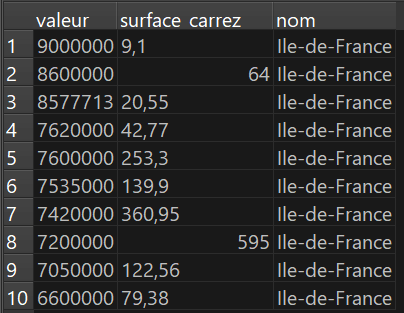 valeur surface_carrez nom
1 9000000 9,1 Ile-de-France
2 8600000 64 Ile-de-France
3 8577713 20,55 Ile-de-France
4 7620000 42,77 Ile-de-France
5 7600000 253,3 Ile-de-France
6 7535000 139,9 Ile-de-France
7 7420000 360,95 Ile-de-France
8 7200000 595 Ile-de-France
9 7050000 122,56 Ile-de-France
10 6600000 79,38 Ile-de-France